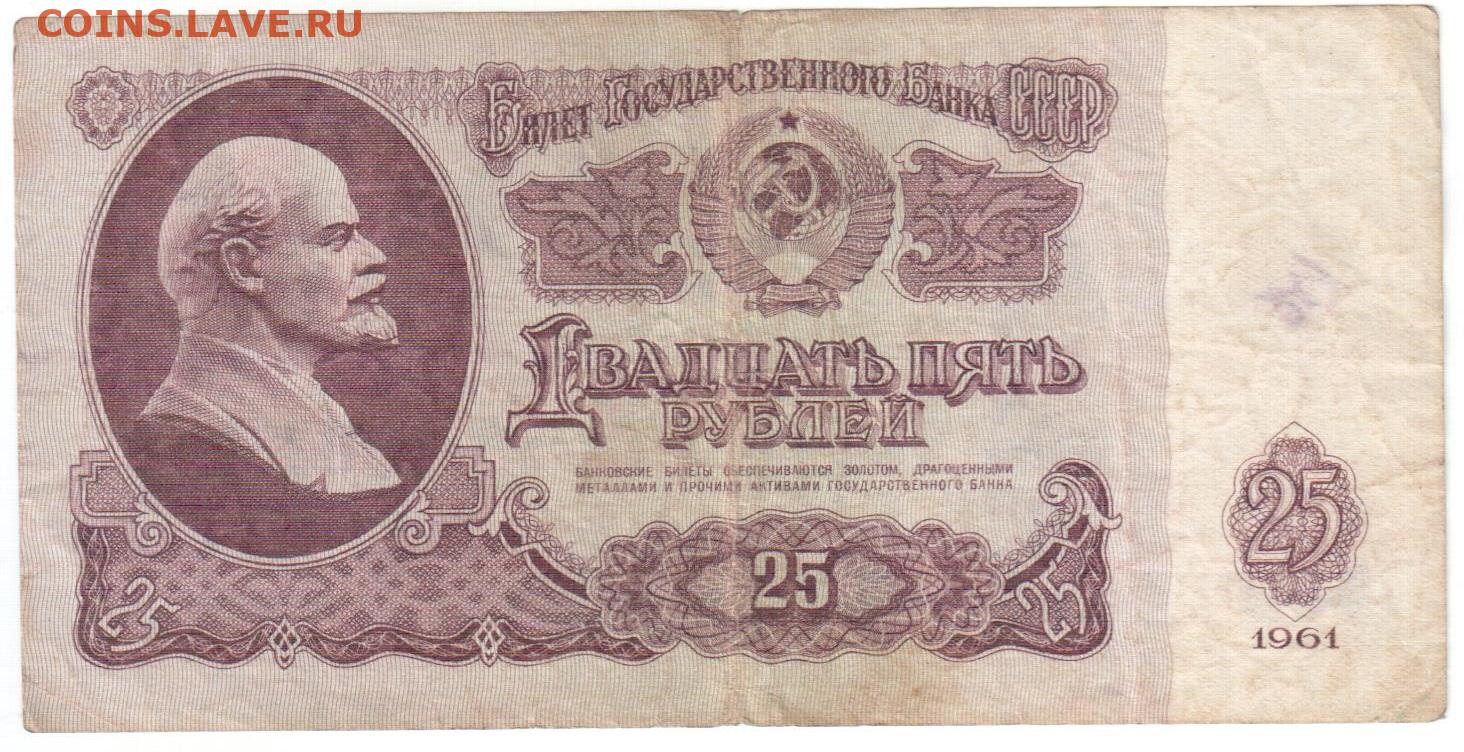 COINS.LAVE.RU
Билет Государственного Банка СССР
Двадцать пять
рублей
БАНКОВСКИЕ БИЛЕТЫ ОБЕСПЕЧИВАЮТСЯ ЗОЛОТОМ, ДРАГОЦЕННЫМИ
МЕТАЛЛАМИ И ПРОЧИМИ АКТИВАМИ ГОСУДАРСТВЕННОГО БАНКА
25
25
25
25
1961